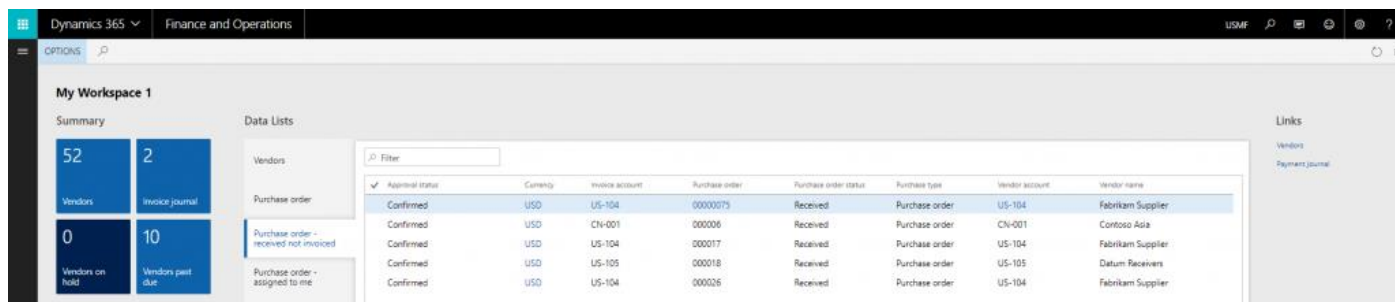 Dynamics 365 Finance and Operations USMF ?
OPTIONS
My Workspace 1
Summary Data Lists Links
52 Vendors
2 Invoice journal
0 Vendors on hold
10 Vendors past due
Vendors
Purchase order
Purchase order - received not invoiced
Purchase order - assigned to me
Filter
Approval status Currency Invoice account Purchase order Purchase order status Purchase type Vendor account Vendor name
Confirmed USD US-104 00000075 Received Purchase order US-104 Fabrikam Supplier
Confirmed USD CN-001 000006 Received Purchase order CN-001 Contoso Asia
Confirmed USD US-104 000017 Received Purchase order US-104 Fabrikam Supplier
Confirmed USD US-105 000018 Received Purchase order US-105 Datum Receivers
Confirmed USD US-104 000026 Received Purchase order US-104 Fabrikam Supplier
Vendors
Payment journal